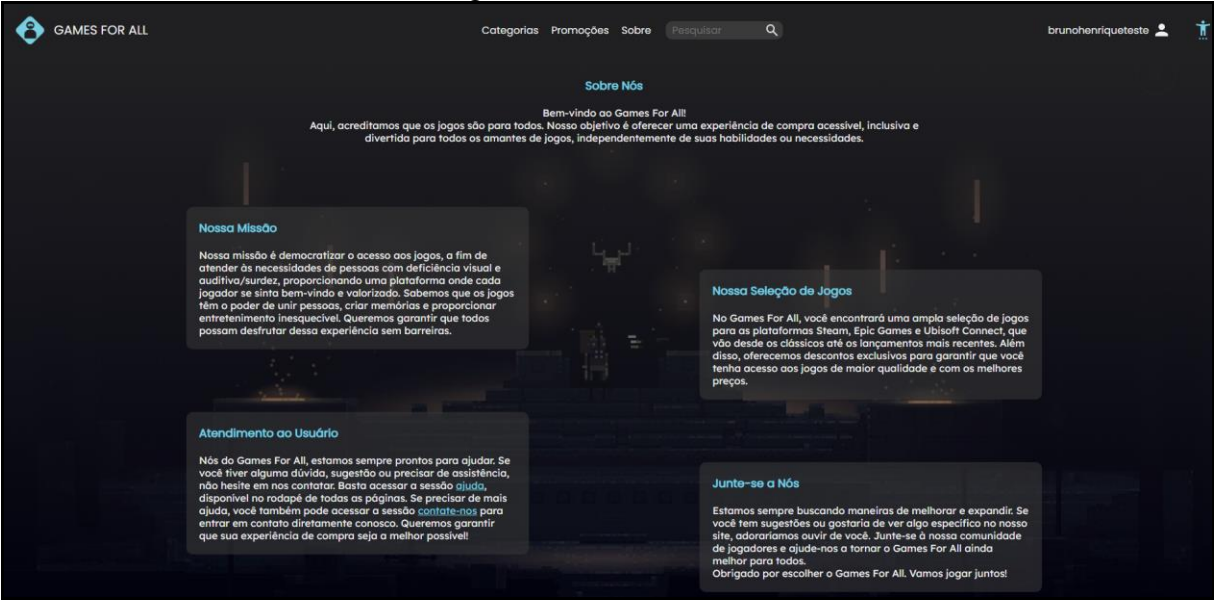 GAMES FOR ALL
Categorias Promoções Sobre Pesquisar
brunohenriqueteste
Sobre Nós
Bem-vindo ao Games For All!
Aqui, acreditamos que os jogos são para todos. Nosso objetivo é oferecer uma experiência de compra acessível, inclusiva e
divertida para todos os amantes de jogos, independentemente de suas habilidades ou necessidades.
Nossa Missão
Nossa missão é democratizar o acesso aos jogos, a fim de
atender às necessidades de pessoas com deficiência visual e
auditiva/surdez, proporcionando uma plataforma onde cada
jogador se sinta bem-vindo e valorizado. Sabemos que os jogos
têm o poder de unir pessoas, criar memórias e proporcionar
entretenimento inesquecível. Queremos garantir que todos
possam desfrutar dessa experiência sem barreiras.
Nossa Seleção de Jogos
No Games For All, você encontrará uma ampla seleção de jogos
para as plataformas Steam, Epic Games e Ubisoft Connect, que
vão desde os clássicos até os lançamentos mais recentes. Além
disso, oferecemos descontos exclusivos para garantir que você
tenha acesso aos jogos de maior qualidade e com os melhores
preços.
Atendimento ao Usuário
Nós do Games For All, estamos sempre prontos para ajudar. Se
você tiver alguma dúvida, sugestão ou precisar de assistência,
não hesite em nos contatar. Basta acessar a sessão ajuda,
disponível no rodapé de todas as páginas. Se precisar de mais
ajuda, você também pode acessar a sessão contate-nos para
entrar em contato diretamente conosco. Queremos garantir
que sua experiência de compra seja a melhor possível!
Junte-se a Nós
Estamos sempre buscando maneiras de melhorar e expandir. Se
você tem sugestões ou gostaria de ver algo específico no nosso
site, adoraríamos ouvir de você. Junte-se à nossa comunidade
de jogadores e ajude-nos a tornar o Games For All ainda
melhor para todos.
Obrigado por escolher o Games For All. Vamos jogar juntos!